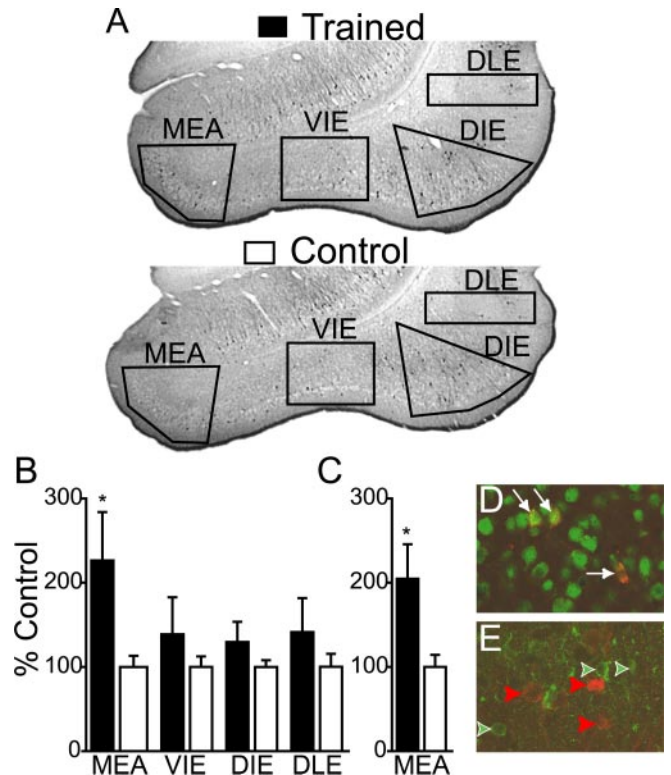 A
Trained
DLE
MEA
VIE
DIE
Control
DLE
MEA
VIE
DIE
B
C
D
E
% Control
300
200
100
0
*
MEA
VIE
DIE
DLE
300
200
100
0
*
MEA